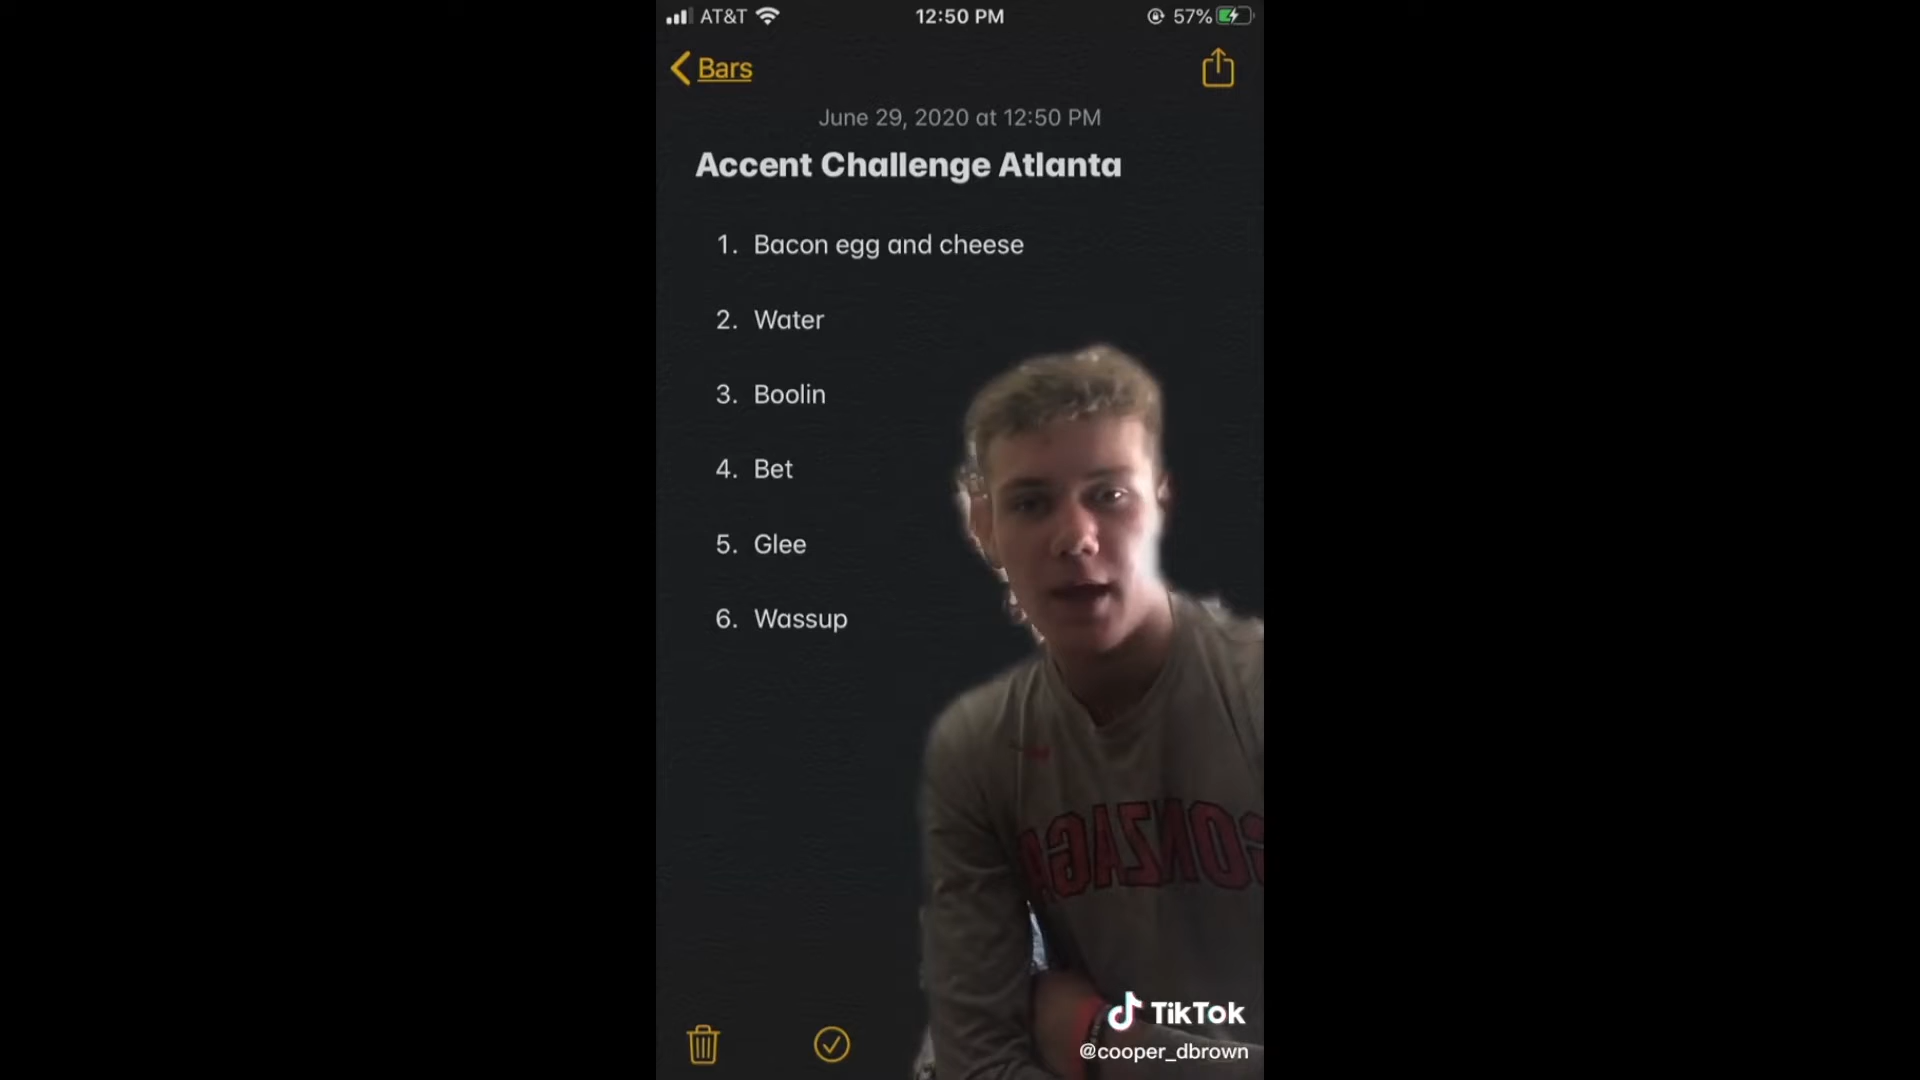 AT&T 12:50 PM 57%
Bars
June 29, 2020 at 12:50 PM
Accent Challenge Atlanta
1. Bacon egg and cheese
2. Water
3. Boolin
4. Bet
5. Glee
6. Wassup
GONZAGA
TikTok
@cooper_dbrown